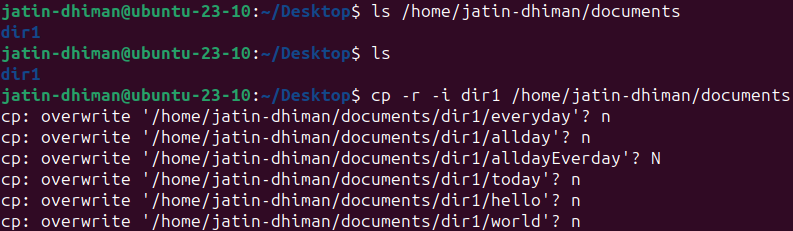 jatin-dhiman@ubuntu-23-10:~/Desktop$ ls /home/jatin-dhiman/documents
dir1
jatin-dhiman@ubuntu-23-10:~/Desktop$ ls
dir1
jatin-dhiman@ubuntu-23-10:~/Desktop$ cp -r -i dir1 /home/jatin-dhiman/documents
cp: overwrite '/home/jatin-dhiman/documents/dir1/everyday'? n
cp: overwrite '/home/jatin-dhiman/documents/dir1/allday'? n
cp: overwrite '/home/jatin-dhiman/documents/dir1/alldayEverday'? N
cp: overwrite '/home/jatin-dhiman/documents/dir1/today'? n
cp: overwrite '/home/jatin-dhiman/documents/dir1/hello'? n
cp: overwrite '/home/jatin-dhiman/documents/dir1/world'? n